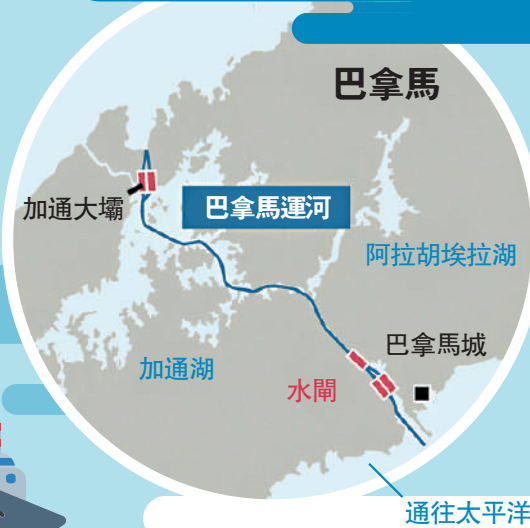 巴拿馬
加通大壩
巴拿馬運河
阿拉胡埃拉湖
巴拿馬城
加通湖
水閘
通往太平洋